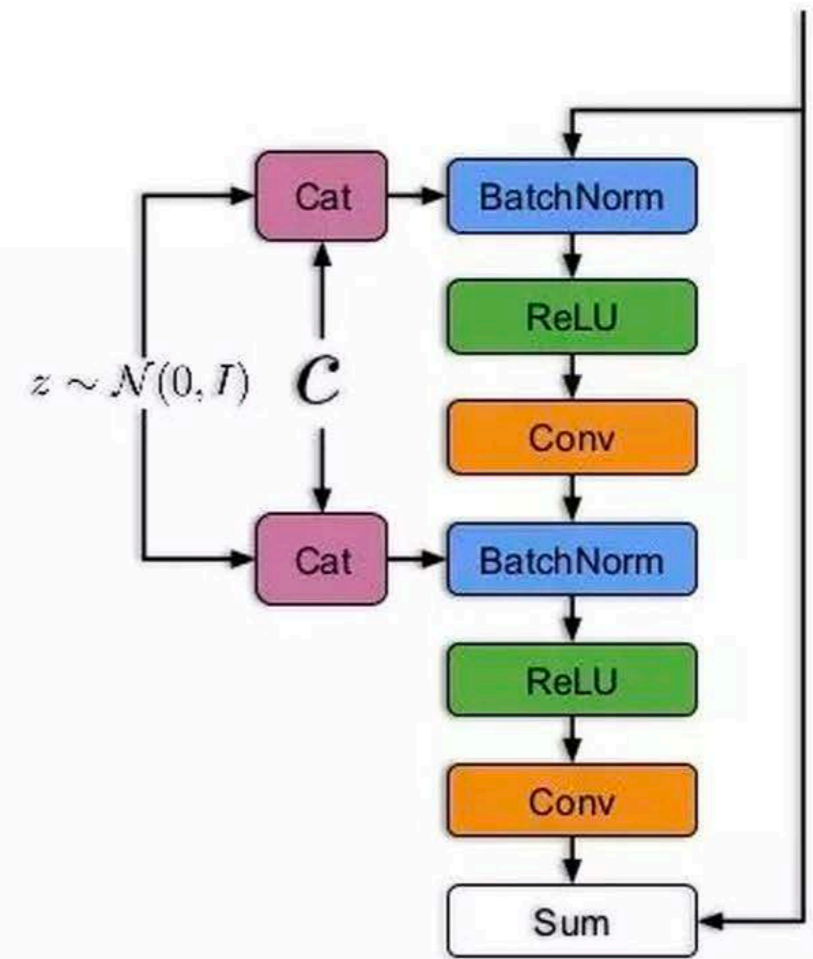 Cat
BatchNorm
ReLU
z ∼ 𝒩(0, I)
𝒞
Conv
Cat
BatchNorm
ReLU
Conv
Sum